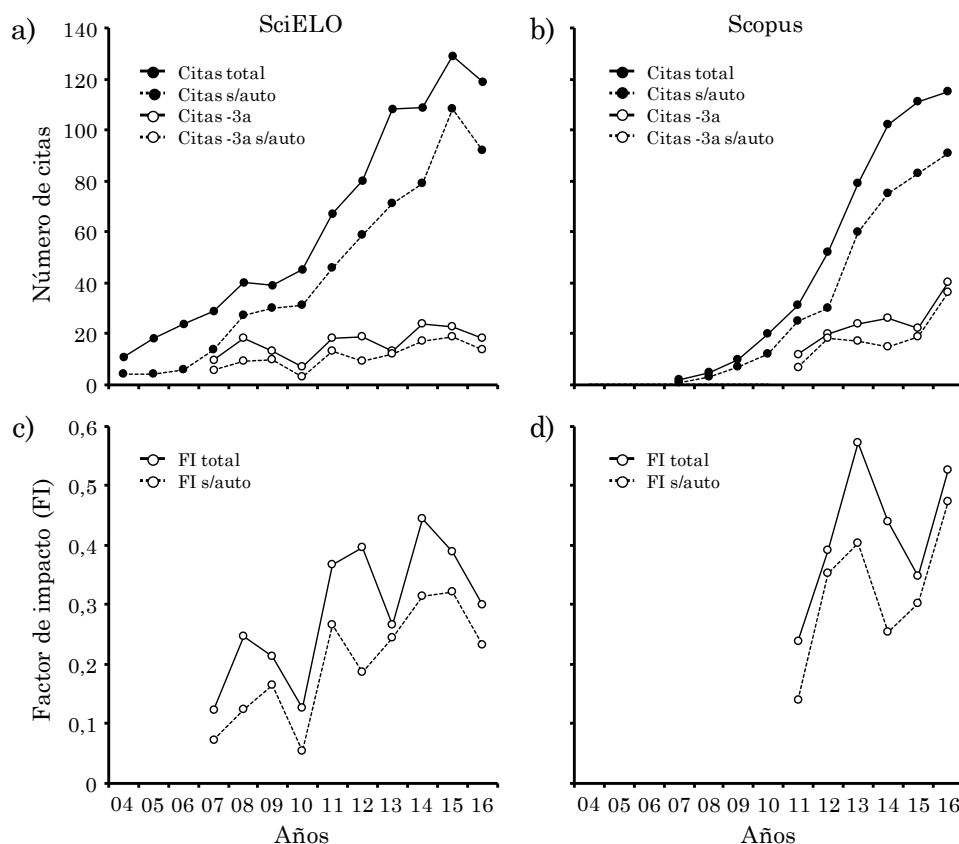 a) SciELO
b) Scopus
140
120
100
80
60
40
20
0
Número de citas
Citas total
Citas s/auto
Citas -3a
Citas -3a s/auto
Citas total
Citas s/auto
Citas -3a
Citas -3a s/auto
c)
d)
0,6
0,5
0,4
0,3
0,2
0,1
0
Factor de impacto (FI)
FI total
FI s/auto
FI total
FI s/auto
04 05 06 07 08 09 10 11 12 13 14 15 16
04 05 06 07 08 09 10 11 12 13 14 15 16
Años
Años